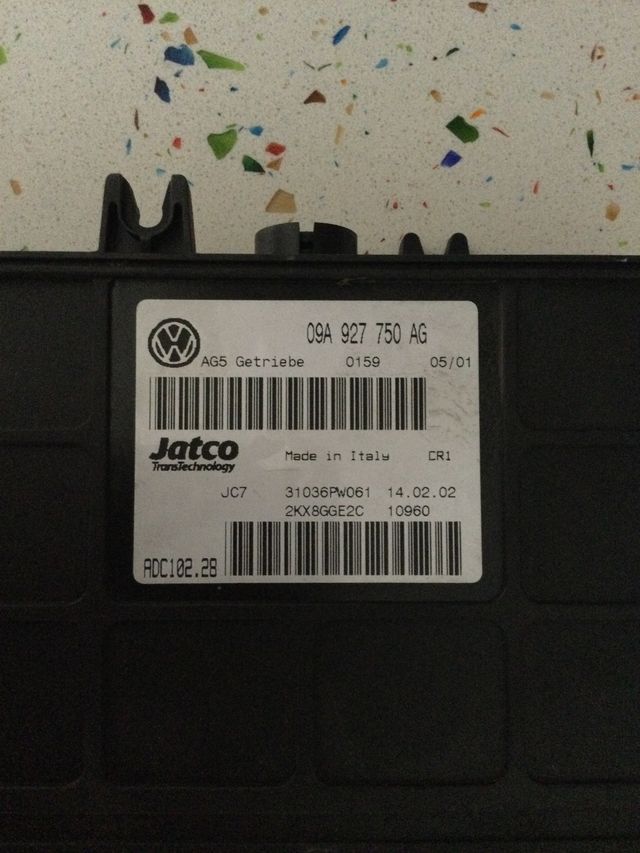 09A 927 750 AG
AG5 Getriebe 0159 05/01
Jatco
TransTechnology
Made in Italy CR1
JC7 31036PW061 14.02.02
2KX8GGE2C 10960
ADC102.28